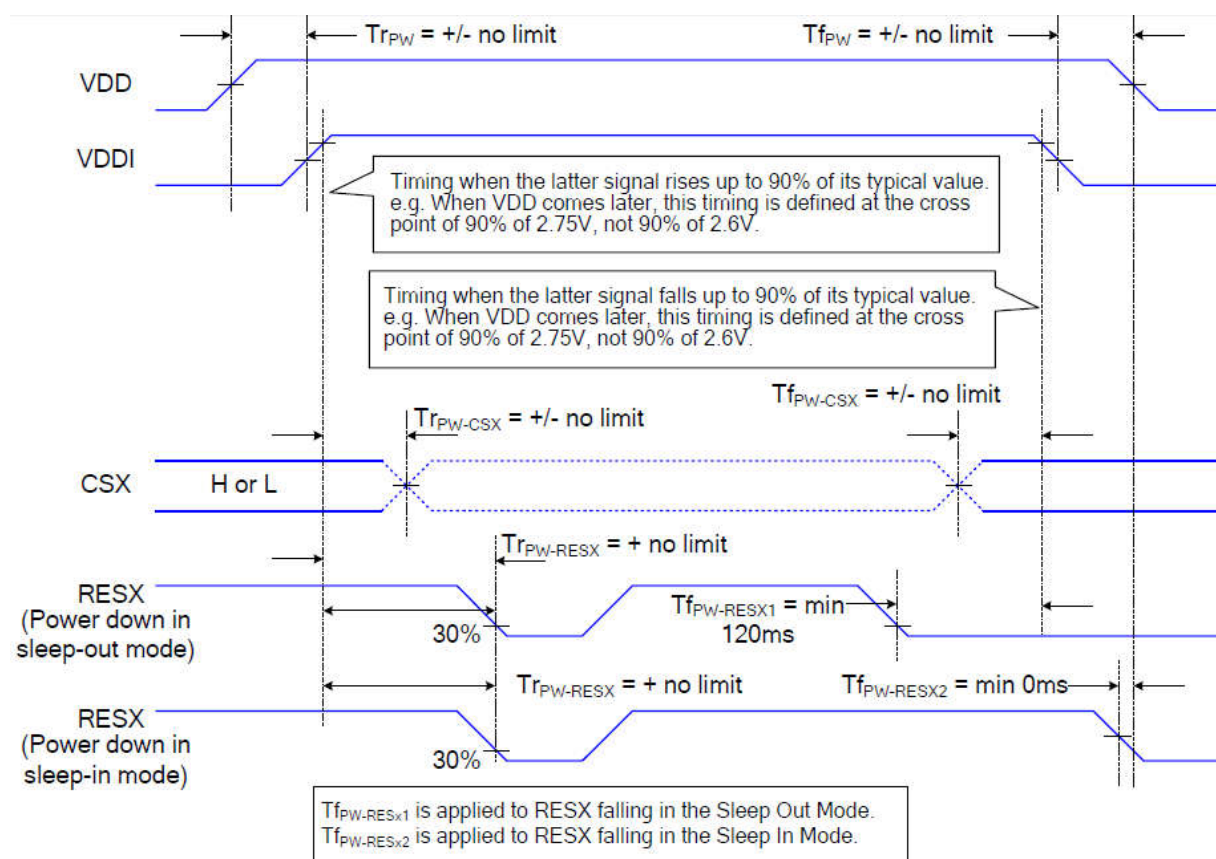 TrPW = +/- no limit
TfPW = +/- no limit
VDD
VDDI
Timing when the latter signal rises up to 90% of its typical value.
e.g. When VDD comes later, this timing is defined at the cross
point of 90% of 2.75V, not 90% of 2.6V.
Timing when the latter signal falls up to 90% of its typical value.
e.g. When VDD comes later, this timing is defined at the cross
point of 90% of 2.75V, not 90% of 2.6V.
TrPW-CSX = +/- no limit
TfPW-CSX = +/- no limit
CSX
H or L
TrPW-RESX = + no limit
RESX
(Power down in
sleep-out mode)
30%
TfPW-RESX1 = min
120ms
TrPW-RESX = + no limit
TfPW-RESX2 = min 0ms
RESX
(Power down in
sleep-in mode)
30%
TfPW-RESx1 is applied to RESX falling in the Sleep Out Mode.
TfPW-RESx2 is applied to RESX falling in the Sleep In Mode.